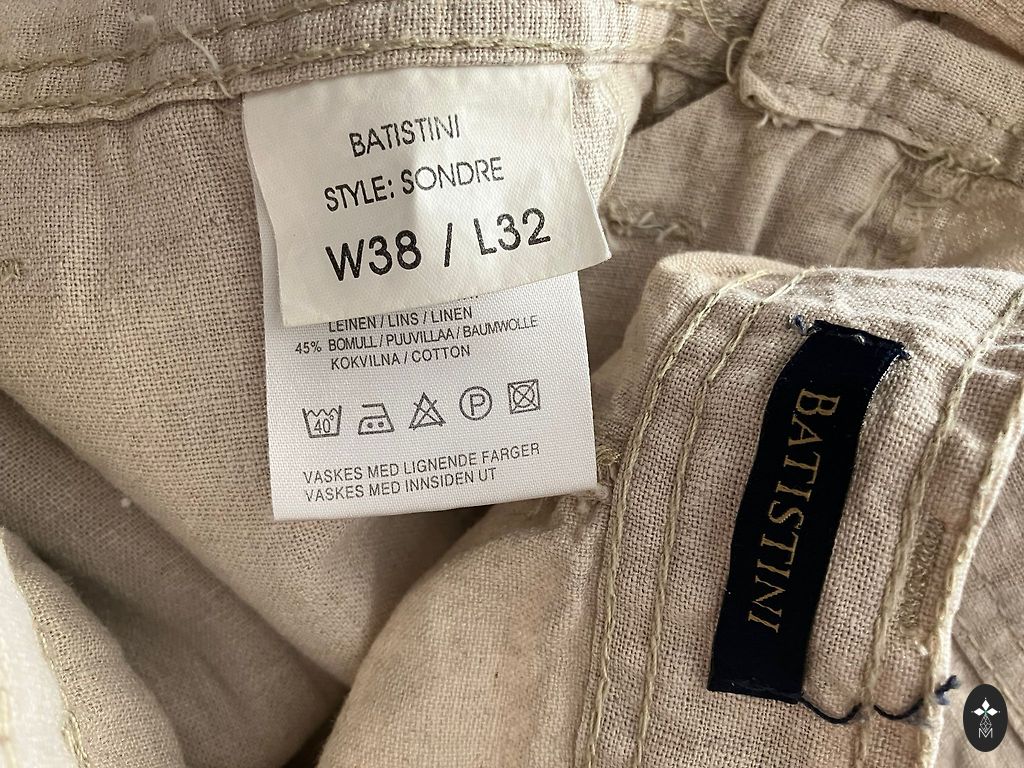 BATISTINI
STYLE: SONDRE
W38 / L32
LEINEN / LINS / LINEN
45% BOMULL / PUUVILLAA / BAUMWOLLE
KOKVILNA / COTTON
40°
P
VASKES MED LIGNENDE FARGER
VASKES MED INNSIDEN UT
BATISTINI
M